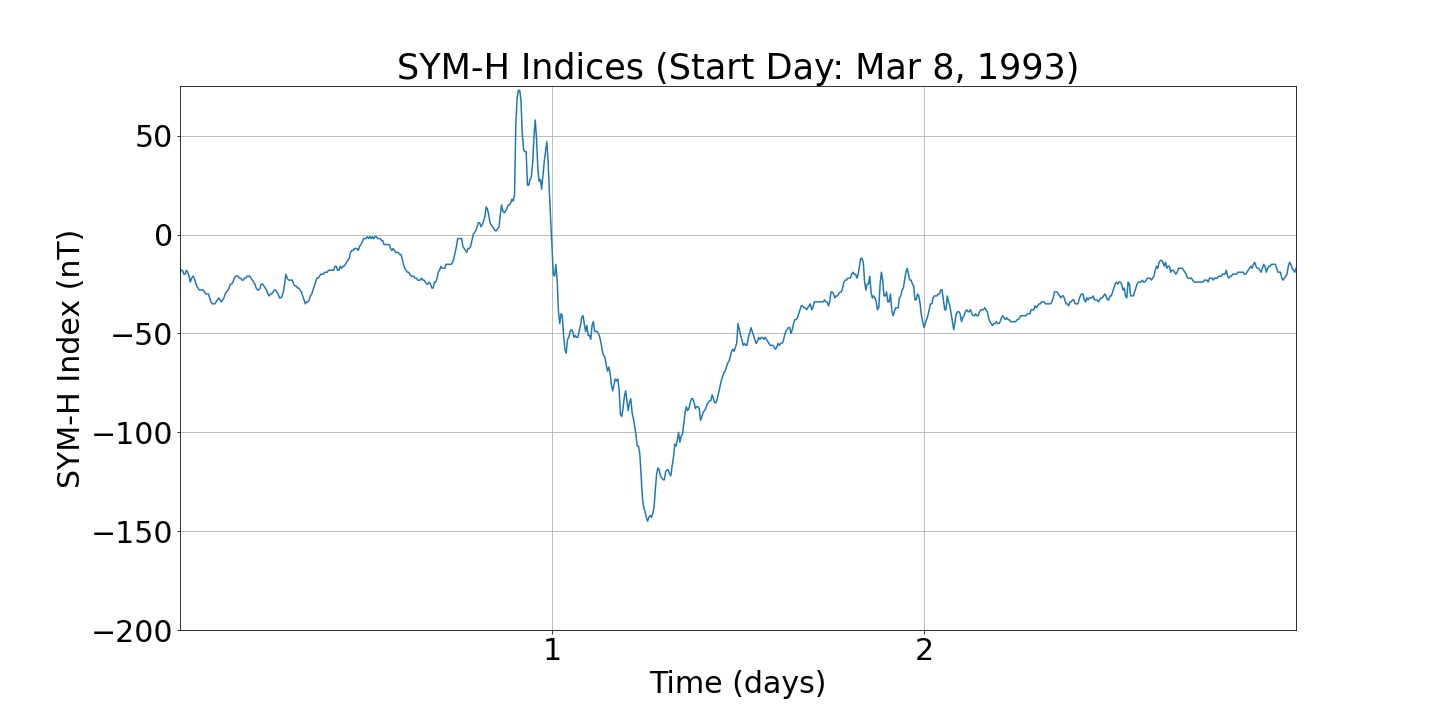 SYM-H Indices (Start Day: Mar 8, 1993)
50
0
−50
−100
−150
−200
SYM-H Index (nT)
1
2
Time (days)